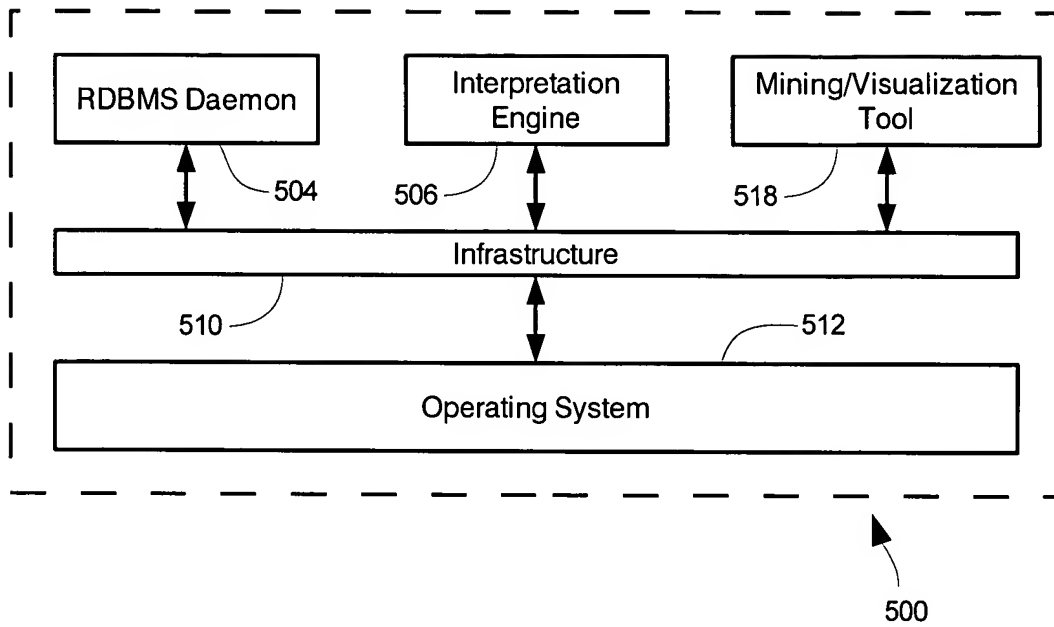 RDBMS Daemon
Interpretation
Engine
Mining/Visualization
Tool
504
506
518
Infrastructure
510
512
Operating System
500